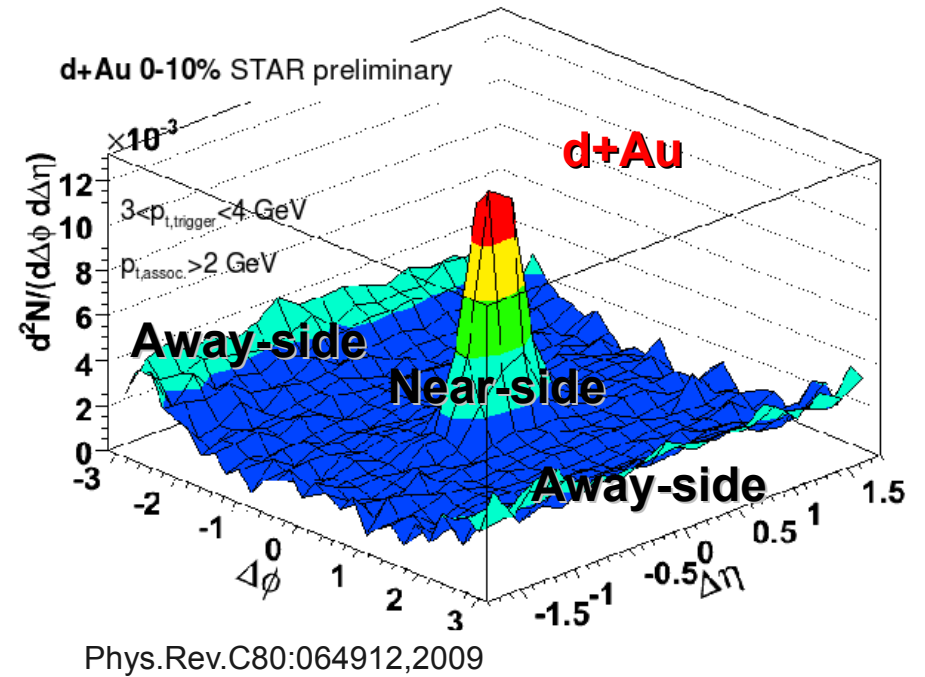 d+Au 0-10% STAR preliminary
×10⁻³
d+Au
3<p_{t,trigger}<4 GeV
p_{t,assoc.}>2 GeV
d²N/(dΔϕ dΔη)
12
10
8
6
4
2
0
Away-side
Near-side
Away-side
-3
-2
-1
0
1
2
3
Δϕ
-1.5
-1
-0.5
0
0.5
1
1.5
Δη
Phys.Rev.C80:064912,2009